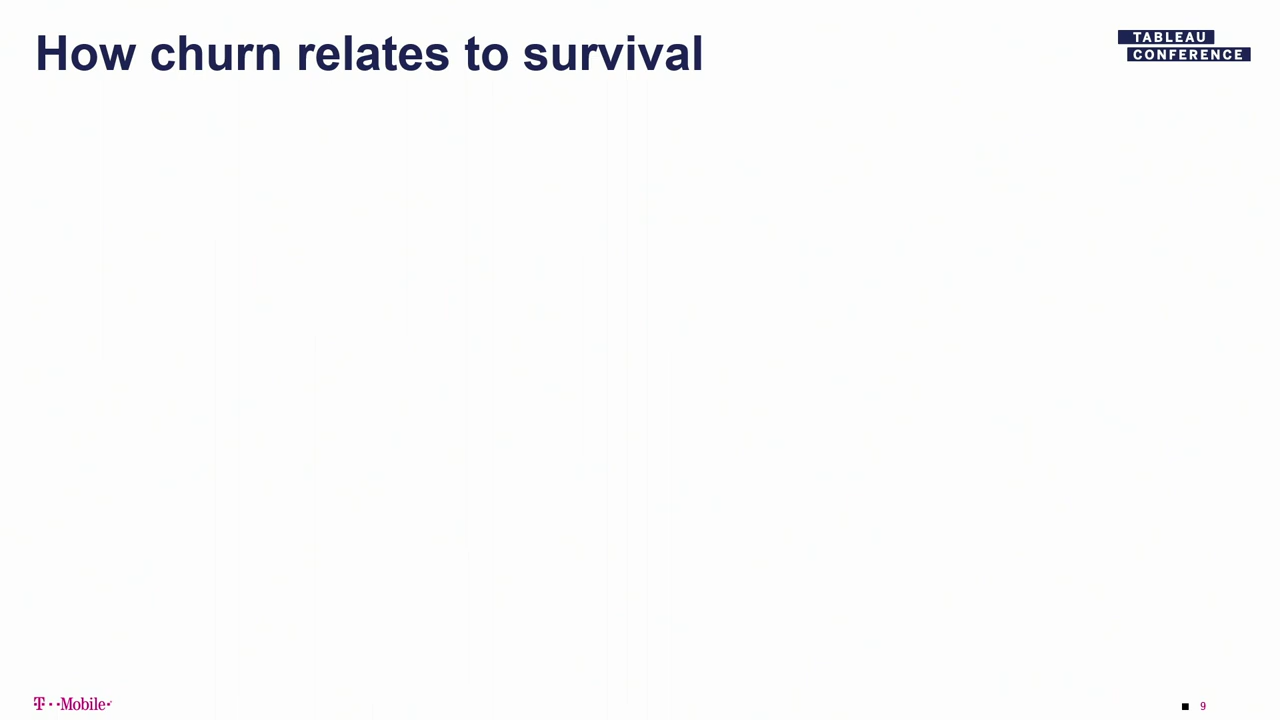 How churn relates to survival
TABLEAU
CONFERENCE
T··Mobile·
9